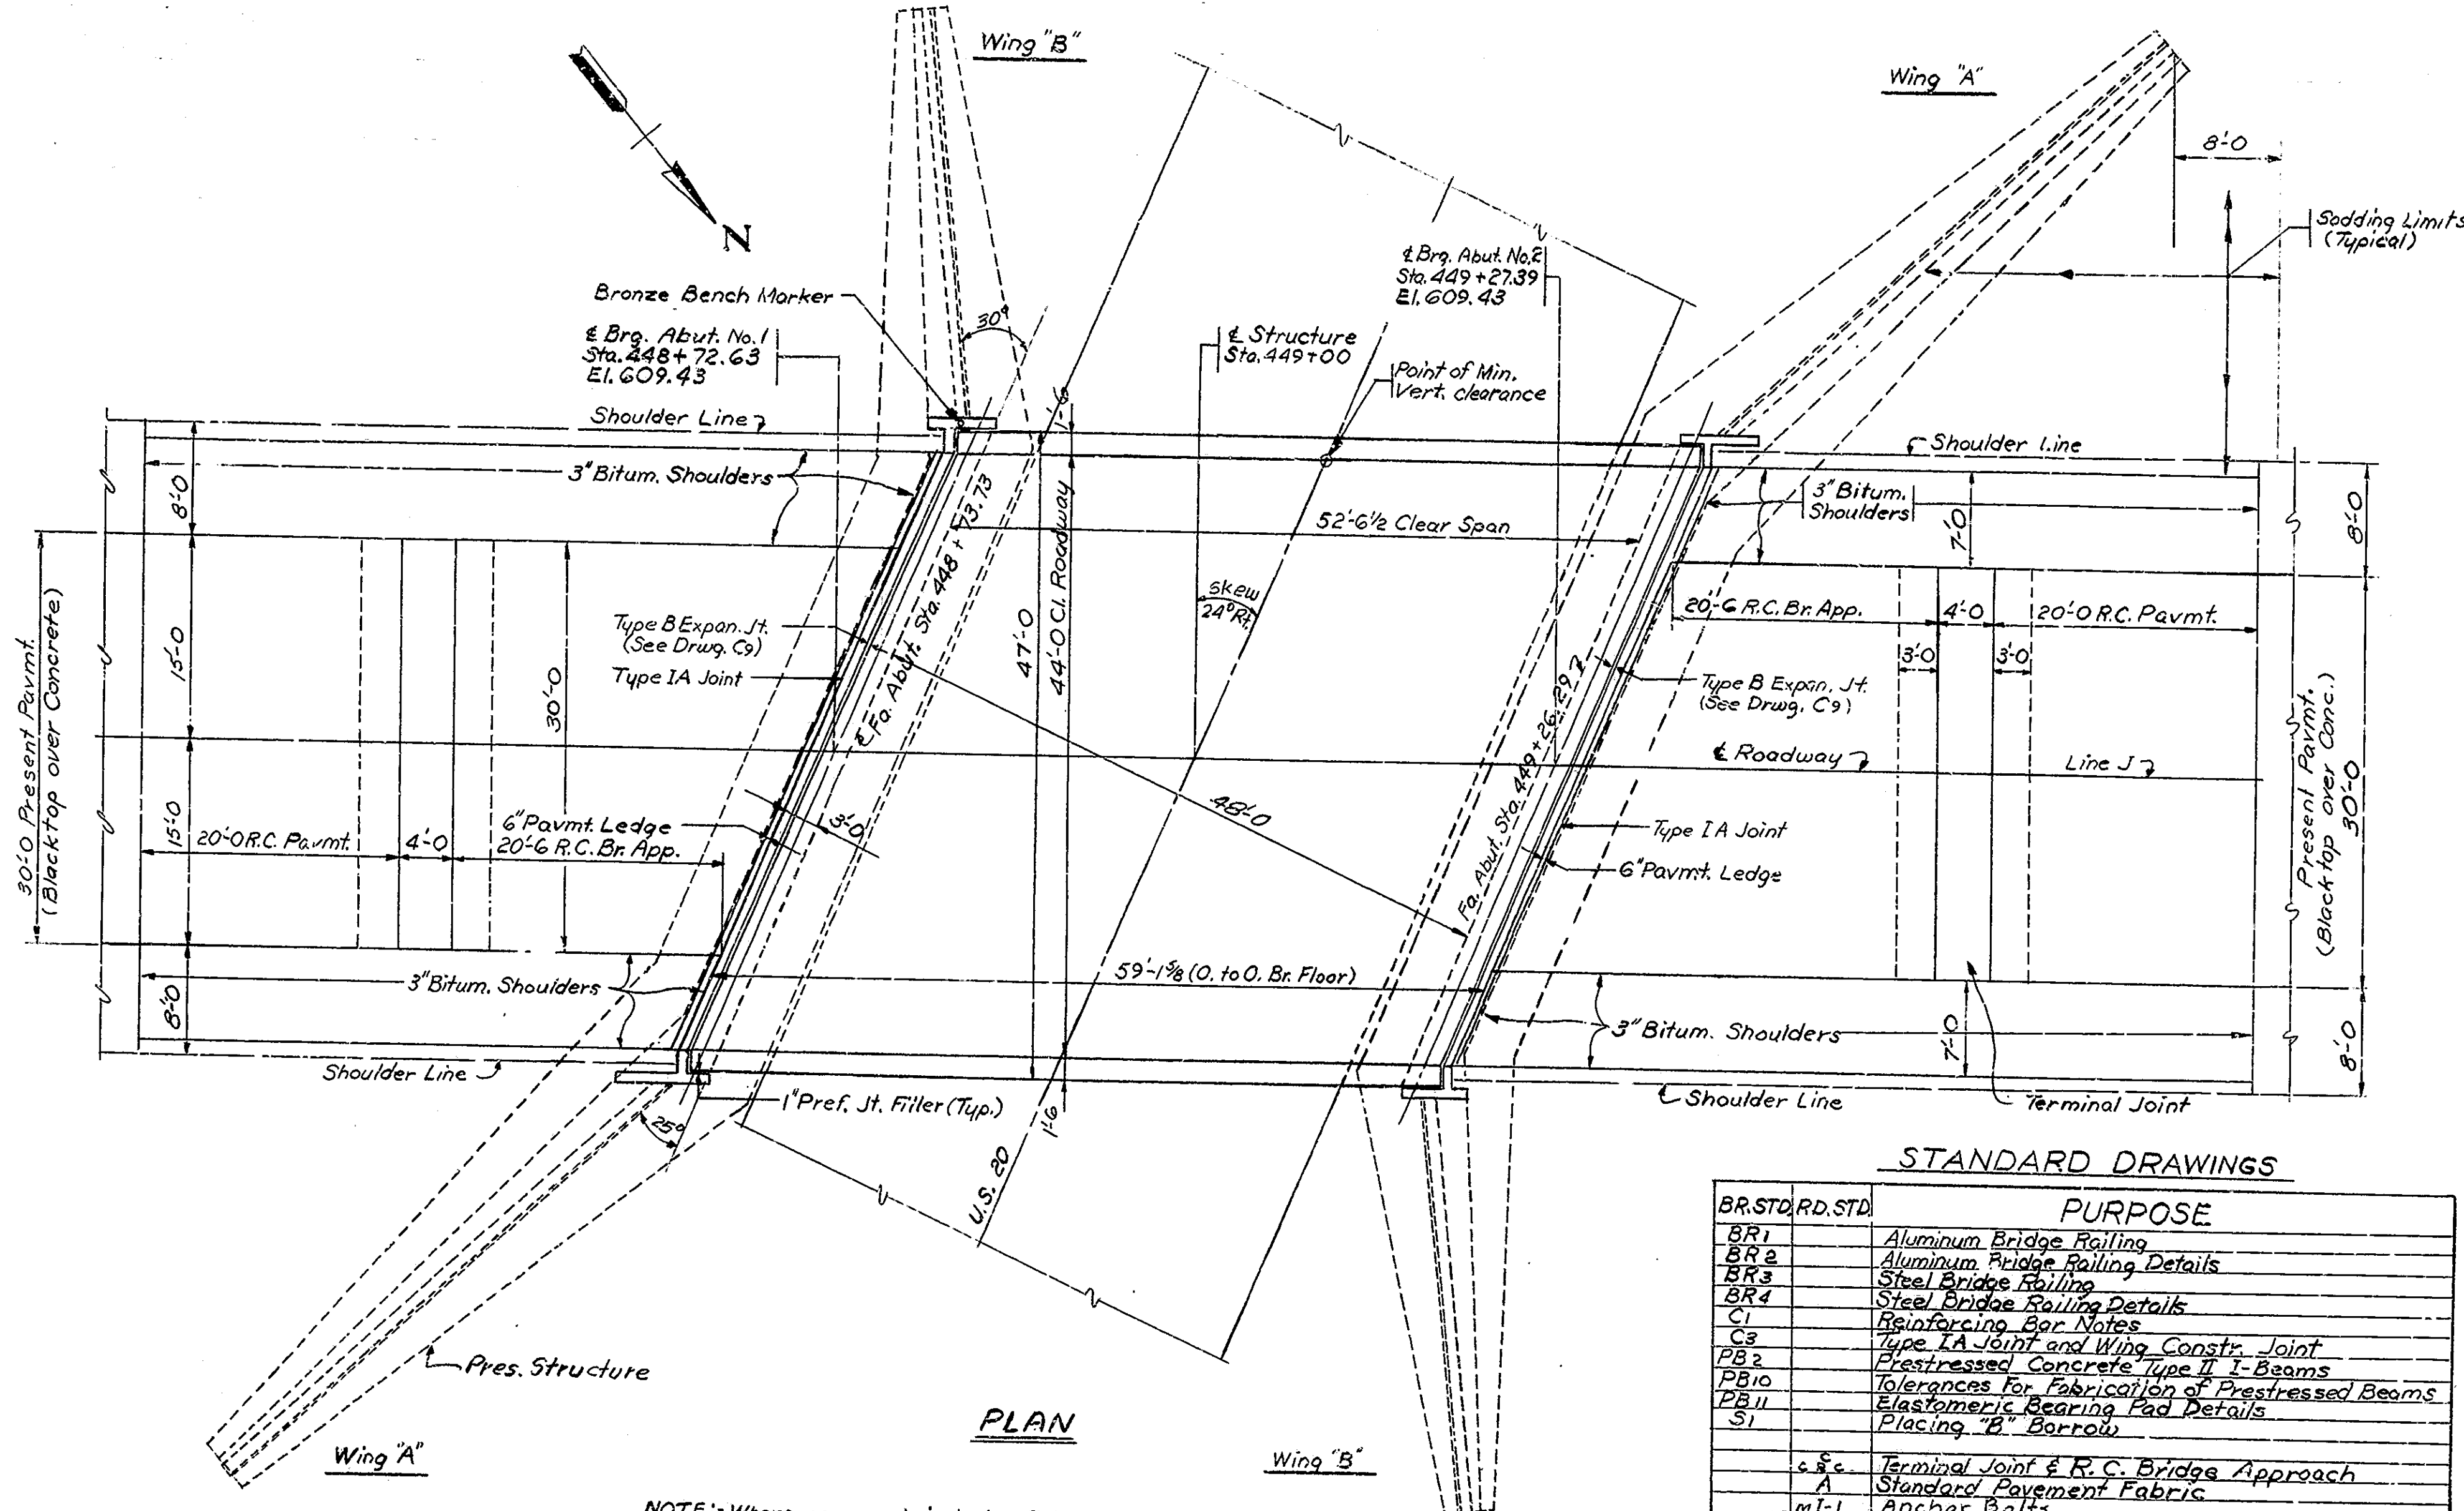 Wing "B"
Wing "A"
8'-0
Sodding Limits
(Typical)
N
Bronze Bench Marker
℄ Brg. Abut. No. 1
Sta. 448 + 72.63
El. 609.43
30°
℄ Structure
Sta. 449+00
℄ Brg. Abut. No. 2
Sta. 449 + 27.39
El. 609.43
Point of Min.
Vert. clearance
1'-6
Shoulder Line
Shoulder Line
3" Bitum. Shoulders
3" Bitum.
Shoulders
8'-0
7'-0
8'-0
52'-6½ Clear Span
℄ Fa. Abut. Sta. 448 + 73.73
47'-0
44'-0 Cl. Roadway
skew
24° Rt.
30'-0 Present Pavmt.
(Blacktop over Concrete)
15'-0
30'-0
Type B Expan. Jt.
(See Drwg. C9)
Type IA Joint
20'-6 R.C. Br. App.
4'-0
20'-0 R.C. Pavmt.
3'-0
3'-0
Type B Expan. Jt.
(See Drwg. C9)
℄ Roadway
Line J
Present Pavmt.
(Blacktop over Conc.)
30'-0
Fa. Abut. Sta. 449+26.29
48'-0
15'-0
20'-0 R.C. Pavmt.
4'-0
6" Pavmt. Ledge
20'-6 R.C. Br. App.
3'-0
Type IA Joint
6" Pavmt. Ledge
3" Bitum. Shoulders
8'-0
59'-1⅝ (O. to O. Br. Floor)
3" Bitum. Shoulders
7'-0
8'-0
Shoulder Line
1" Pref. Jt. Filler (Typ.)
25°
1'-6
U.S. 20
Shoulder Line
Terminal Joint
Pres. Structure
Wing "A"
PLAN
Wing "B"
STANDARD DRAWINGS
BR. STD. RD. STD. PURPOSE
BR1 Aluminum Bridge Railing
BR2 Aluminum Bridge Railing Details
BR3 Steel Bridge Railing
BR4 Steel Bridge Railing Details
C1 Reinforcing Bar Notes
C3 Type IA Joint and Wing Constr. Joint
PB2 Prestressed Concrete Type II I-Beams
PB10 Tolerances For Fabrication of Prestressed Beams
PB11 Elastomeric Bearing Pad Details
S1 Placing "B" Borrow
Terminal Joint & R. C. Bridge Approach
A Standard Pavement Fabric
MI-1 Anchor Bolts
NOTE:- Where